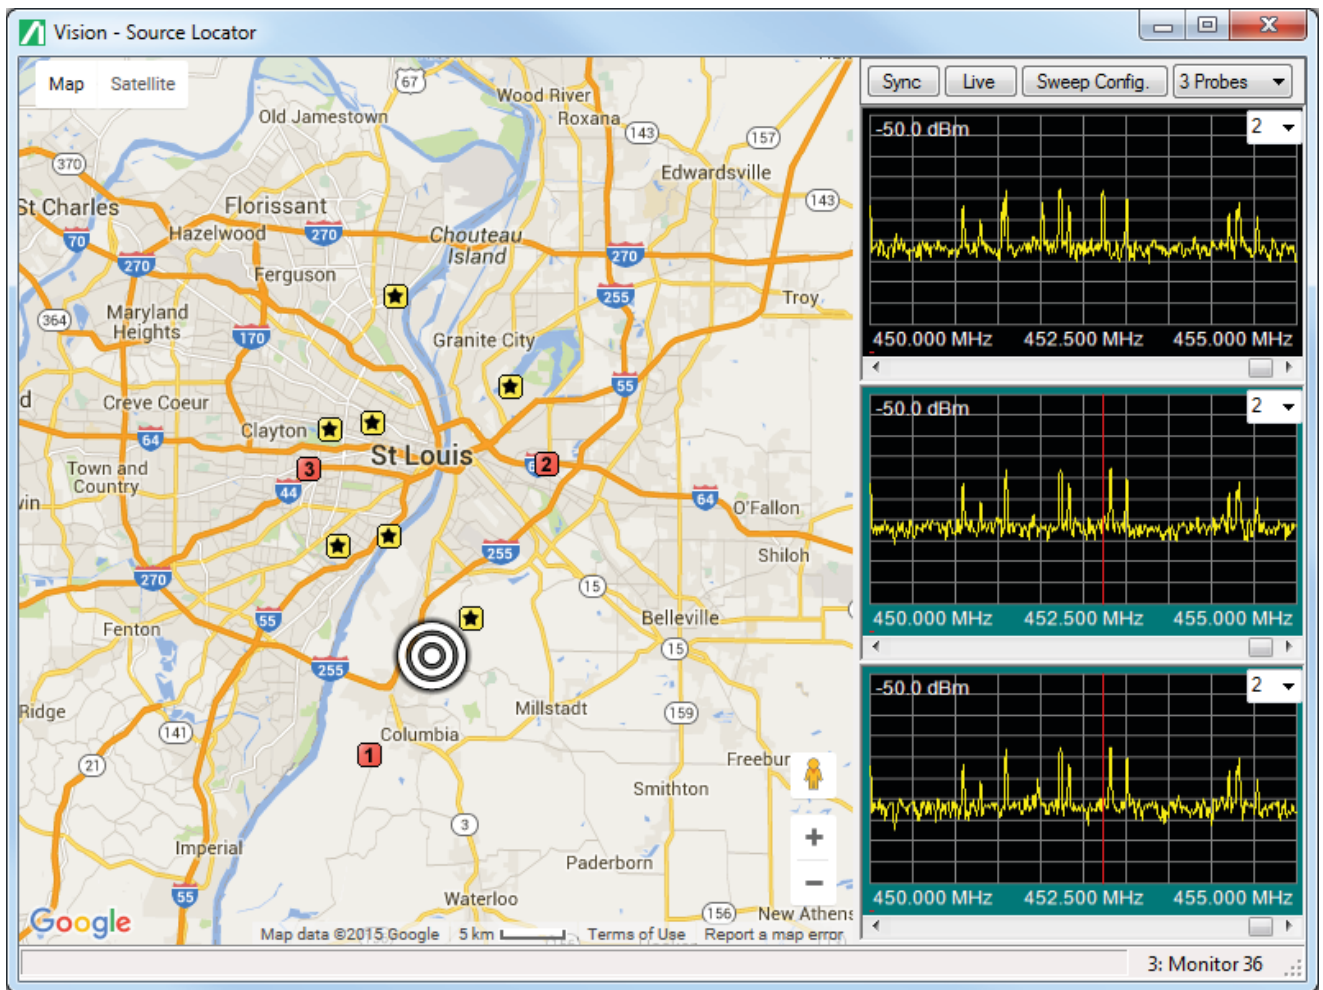 Vision - Source Locator
Map Satellite
67
Wood River
Roxana
Old Jamestown
143
157
370
Edwardsville
143
St Charles
Florissant
70
Hazelwood
270
Chouteau
Island
270
270
Ferguson
255
Troy
Maryland
Heights
364
170
Granite City
55
Creve Coeur
Clayton
64
St Louis
Town and
Country
3
2
44
64
O'Fallon
255
Shiloh
270
15
55
Belleville
Fenton
15
255
Ridge
Millstadt
159
141
Columbia
1
21
Freebur
Smithton
3
Imperial
Paderborn
55
Waterloo
156
New Athens
Google
Map data ©2015 Google 5 km Terms of Use Report a map error
+
−
Sync Live Sweep Config. 3 Probes
-50.0 dBm 2
450.000 MHz 452.500 MHz 455.000 MHz
-50.0 dBm 2
450.000 MHz 452.500 MHz 455.000 MHz
-50.0 dBm 2
450.000 MHz 452.500 MHz 455.000 MHz
3: Monitor 36